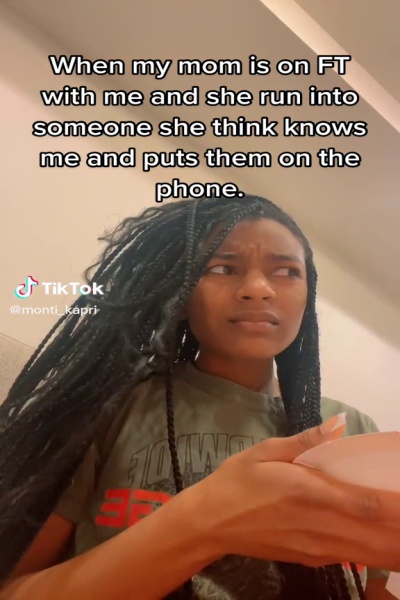 When my mom is on FT
with me and she run into
someone she think knows
me and puts them on the
phone.
TikTok
@monti_kapri